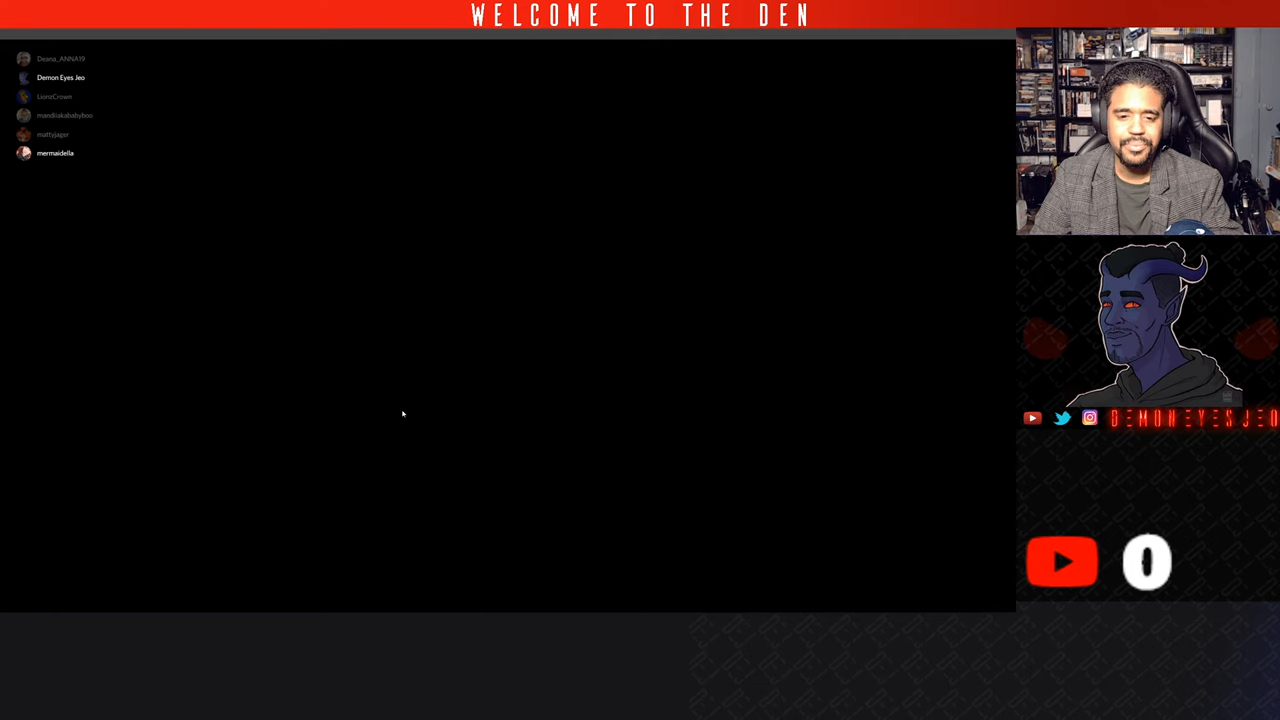 WELCOME TO THE DEN
Deana_ANNA19
Demon Eyes Jeo
LionzCrown
mandiiakababyboo
mattyjager
mermaidella
DEMONEYESJEO
0